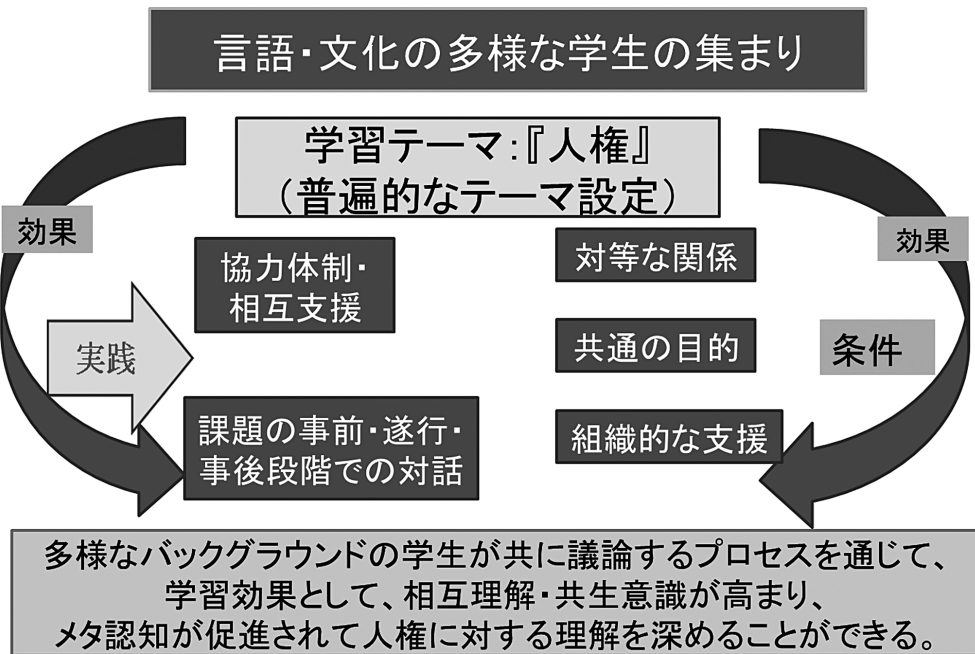 言語・文化の多様な学生の集まり
学習テーマ:『人権』
(普遍的なテーマ設定)
効果
効果
協力体制・
相互支援
対等な関係
実践
共通の目的
条件
課題の事前・遂行・
事後段階での対話
組織的な支援
多様なバックグラウンドの学生が共に議論するプロセスを通じて、
学習効果として、相互理解・共生意識が高まり、
メタ認知が促進されて人権に対する理解を深めることができる。